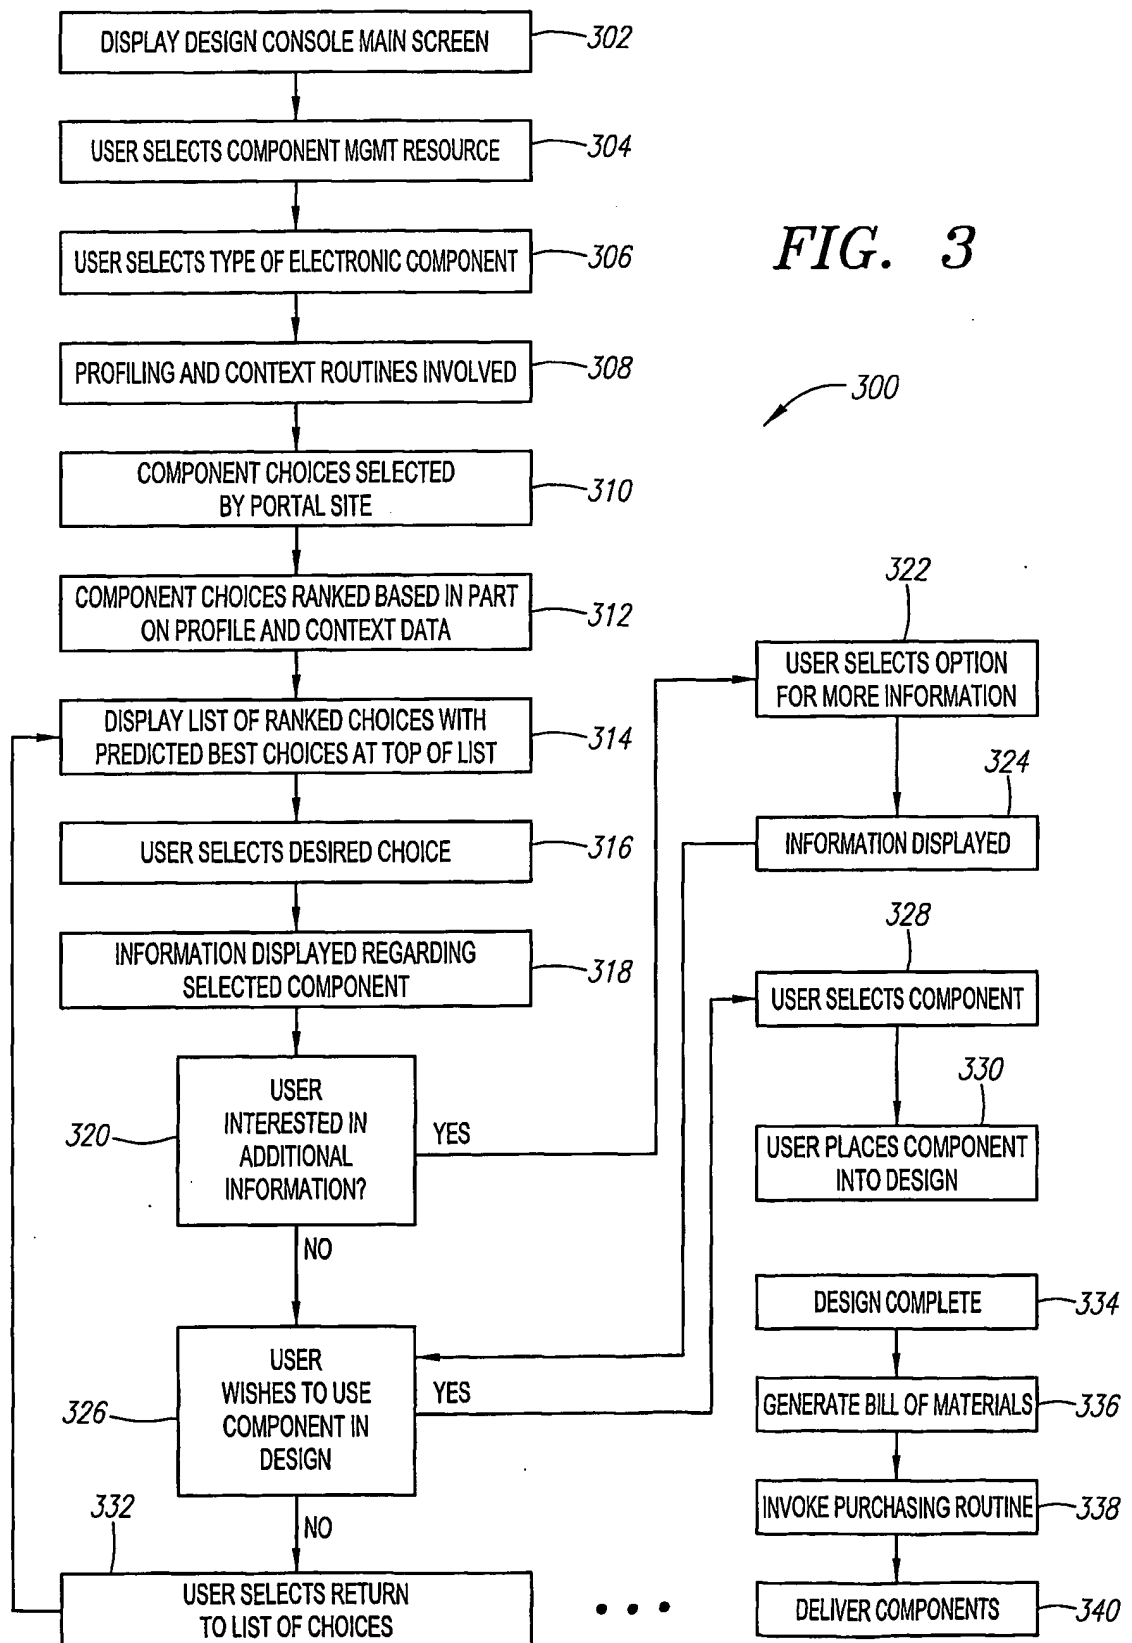 DISPLAY DESIGN CONSOLE MAIN SCREEN
302
USER SELECTS COMPONENT MGMT RESOURCE
304
USER SELECTS TYPE OF ELECTRONIC COMPONENT
306
FIG. 3
PROFILING AND CONTEXT ROUTINES INVOLVED
308
300
COMPONENT CHOICES SELECTED
BY PORTAL SITE
310
COMPONENT CHOICES RANKED BASED IN PART
ON PROFILE AND CONTEXT DATA
312
DISPLAY LIST OF RANKED CHOICES WITH
PREDICTED BEST CHOICES AT TOP OF LIST
314
USER SELECTS DESIRED CHOICE
316
INFORMATION DISPLAYED REGARDING
SELECTED COMPONENT
318
USER
INTERESTED IN
ADDITIONAL
INFORMATION?
320
YES
NO
322
USER SELECTS OPTION
FOR MORE INFORMATION
324
INFORMATION DISPLAYED
USER
WISHES TO USE
COMPONENT IN
DESIGN
326
YES
NO
328
USER SELECTS COMPONENT
330
USER PLACES COMPONENT
INTO DESIGN
332
USER SELECTS RETURN
TO LIST OF CHOICES
• • •
DESIGN COMPLETE
334
GENERATE BILL OF MATERIALS
336
INVOKE PURCHASING ROUTINE
338
DELIVER COMPONENTS
340